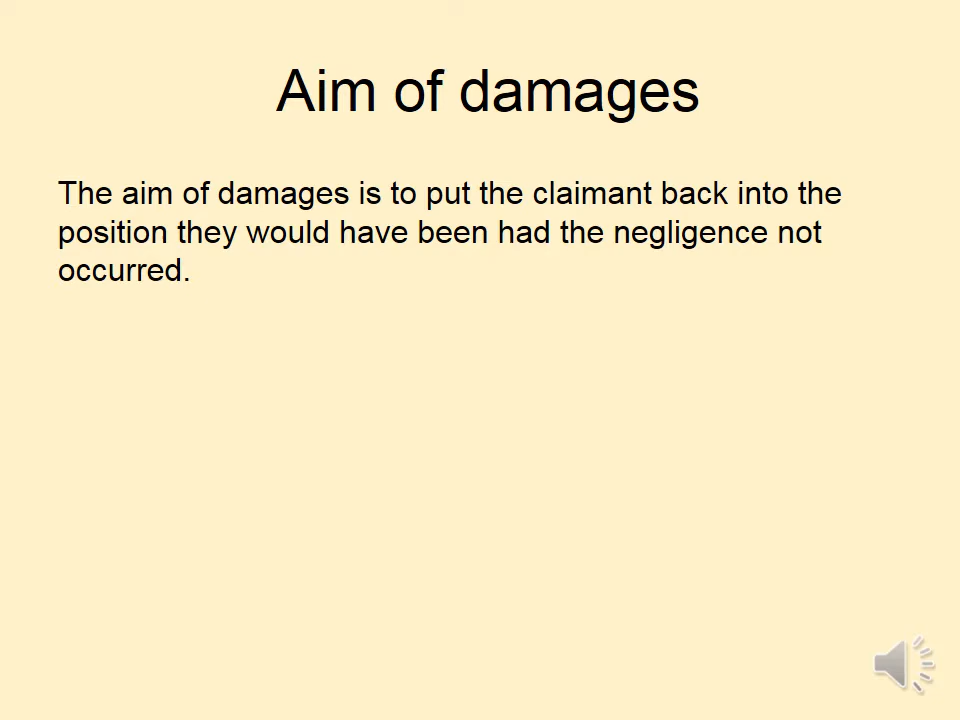 Aim of damages
The aim of damages is to put the claimant back into the
position they would have been had the negligence not
occurred.